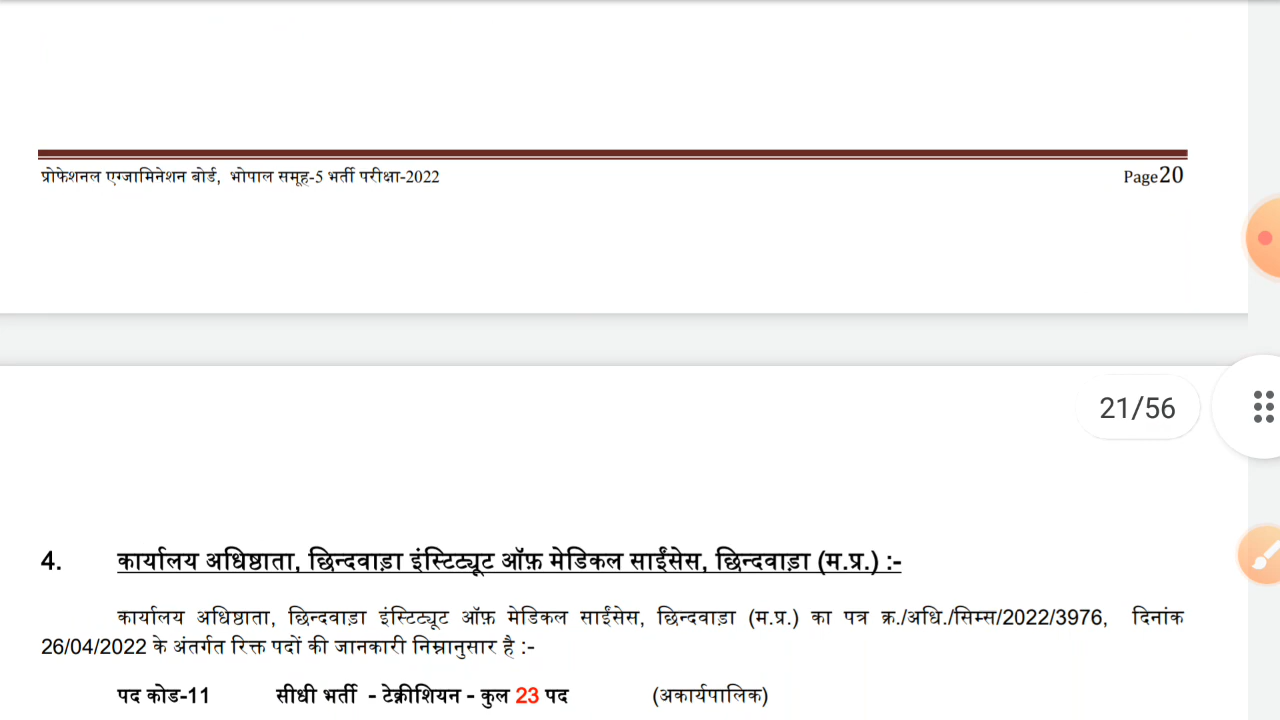 प्रोफेशनल एग्जामिनेशन बोर्ड, भोपाल समूह-5 भर्ती परीक्षा-2022 Page20
21/56
4. कार्यालय अधिष्ठाता, छिन्दवाडा इंस्टिट्यूट ऑफ़ मेडिकल साईसेस, छिन्दवाडा (म.प्र.) :-
कार्यालय अधिष्ठाता, छिन्दवाडा इंस्टिट्यूट ऑफ़ मेडिकल साईसेस, छिन्दवाडा (म.प्र.) का पत्र क्र./अधि./सिम्स/2022/3976, दिनांक
26/04/2022 के अंतर्गत रिक्त पदों की जानकारी निम्नानुसार है :-
पद कोड-11 सीधी भर्ती - टेक्नीशियन - कुल 23 पद (अकार्यपालिक)